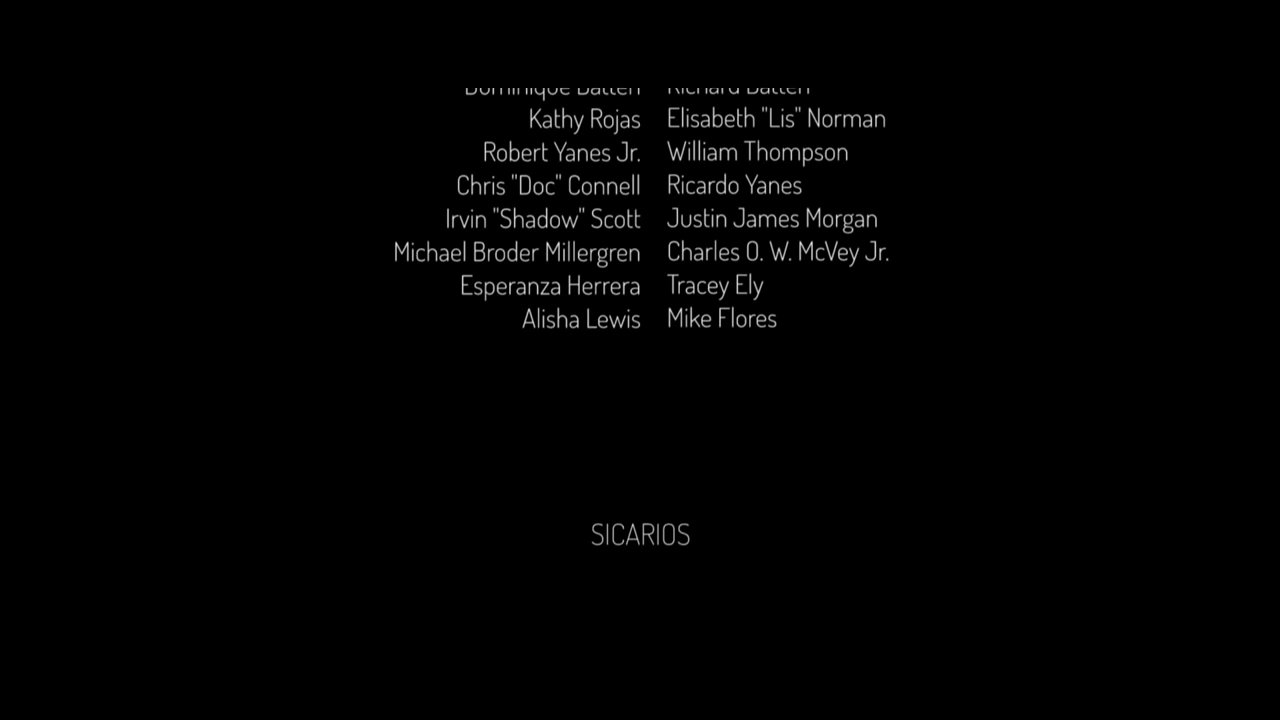 Kathy Rojas Elisabeth "Lis" Norman
Robert Yanes Jr. William Thompson
Chris "Doc" Connell Ricardo Yanes
Irvin "Shadow" Scott Justin James Morgan
Michael Broder Millergren Charles O. W. McVey Jr.
Esperanza Herrera Tracey Ely
Alisha Lewis Mike Flores
SICARIOS